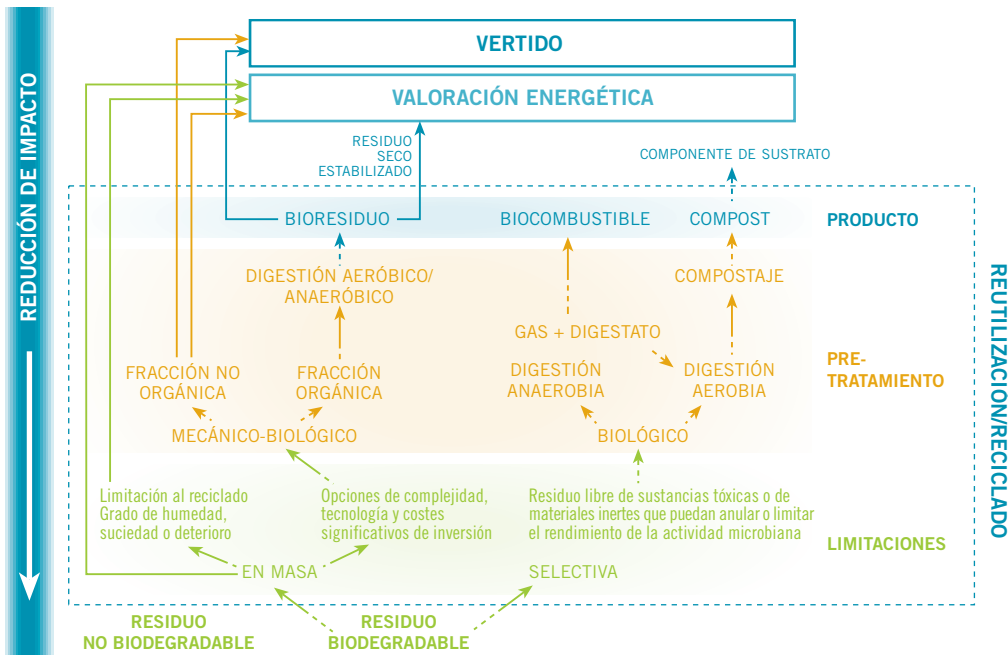 VERTIDO
VALORACIÓN ENERGÉTICA
REDUCCIÓN DE IMPACTO
RESIDUO
SECO
ESTABILIZADO
COMPONENTE DE SUSTRATO
BIORESIDUO
BIOCOMBUSTIBLE
COMPOST
PRODUCTO
DIGESTIÓN AERÓBICO/
ANAERÓBICO
COMPOSTAJE
GAS + DIGESTATO
FRACCIÓN NO
ORGÁNICA
FRACCIÓN
ORGÁNICA
DIGESTIÓN
ANAEROBIA
DIGESTIÓN
AEROBIA
PRE-
TRATAMIENTO
MECÁNICO-BIOLÓGICO
BIOLÓGICO
REUTILIZACION/RECICLADO
Limitación al reciclado
Grado de humedad,
suciedad o deterioro
Opciones de complejidad,
tecnología y costes
significativos de inversión
Residuo libre de sustancias tóxicas o de
materiales inertes que puedan anular o limitar
el rendimiento de la actividad microbiana
LIMITACIONES
EN MASA
SELECTIVA
RESIDUO
NO BIODEGRADABLE
RESIDUO
BIODEGRADABLE